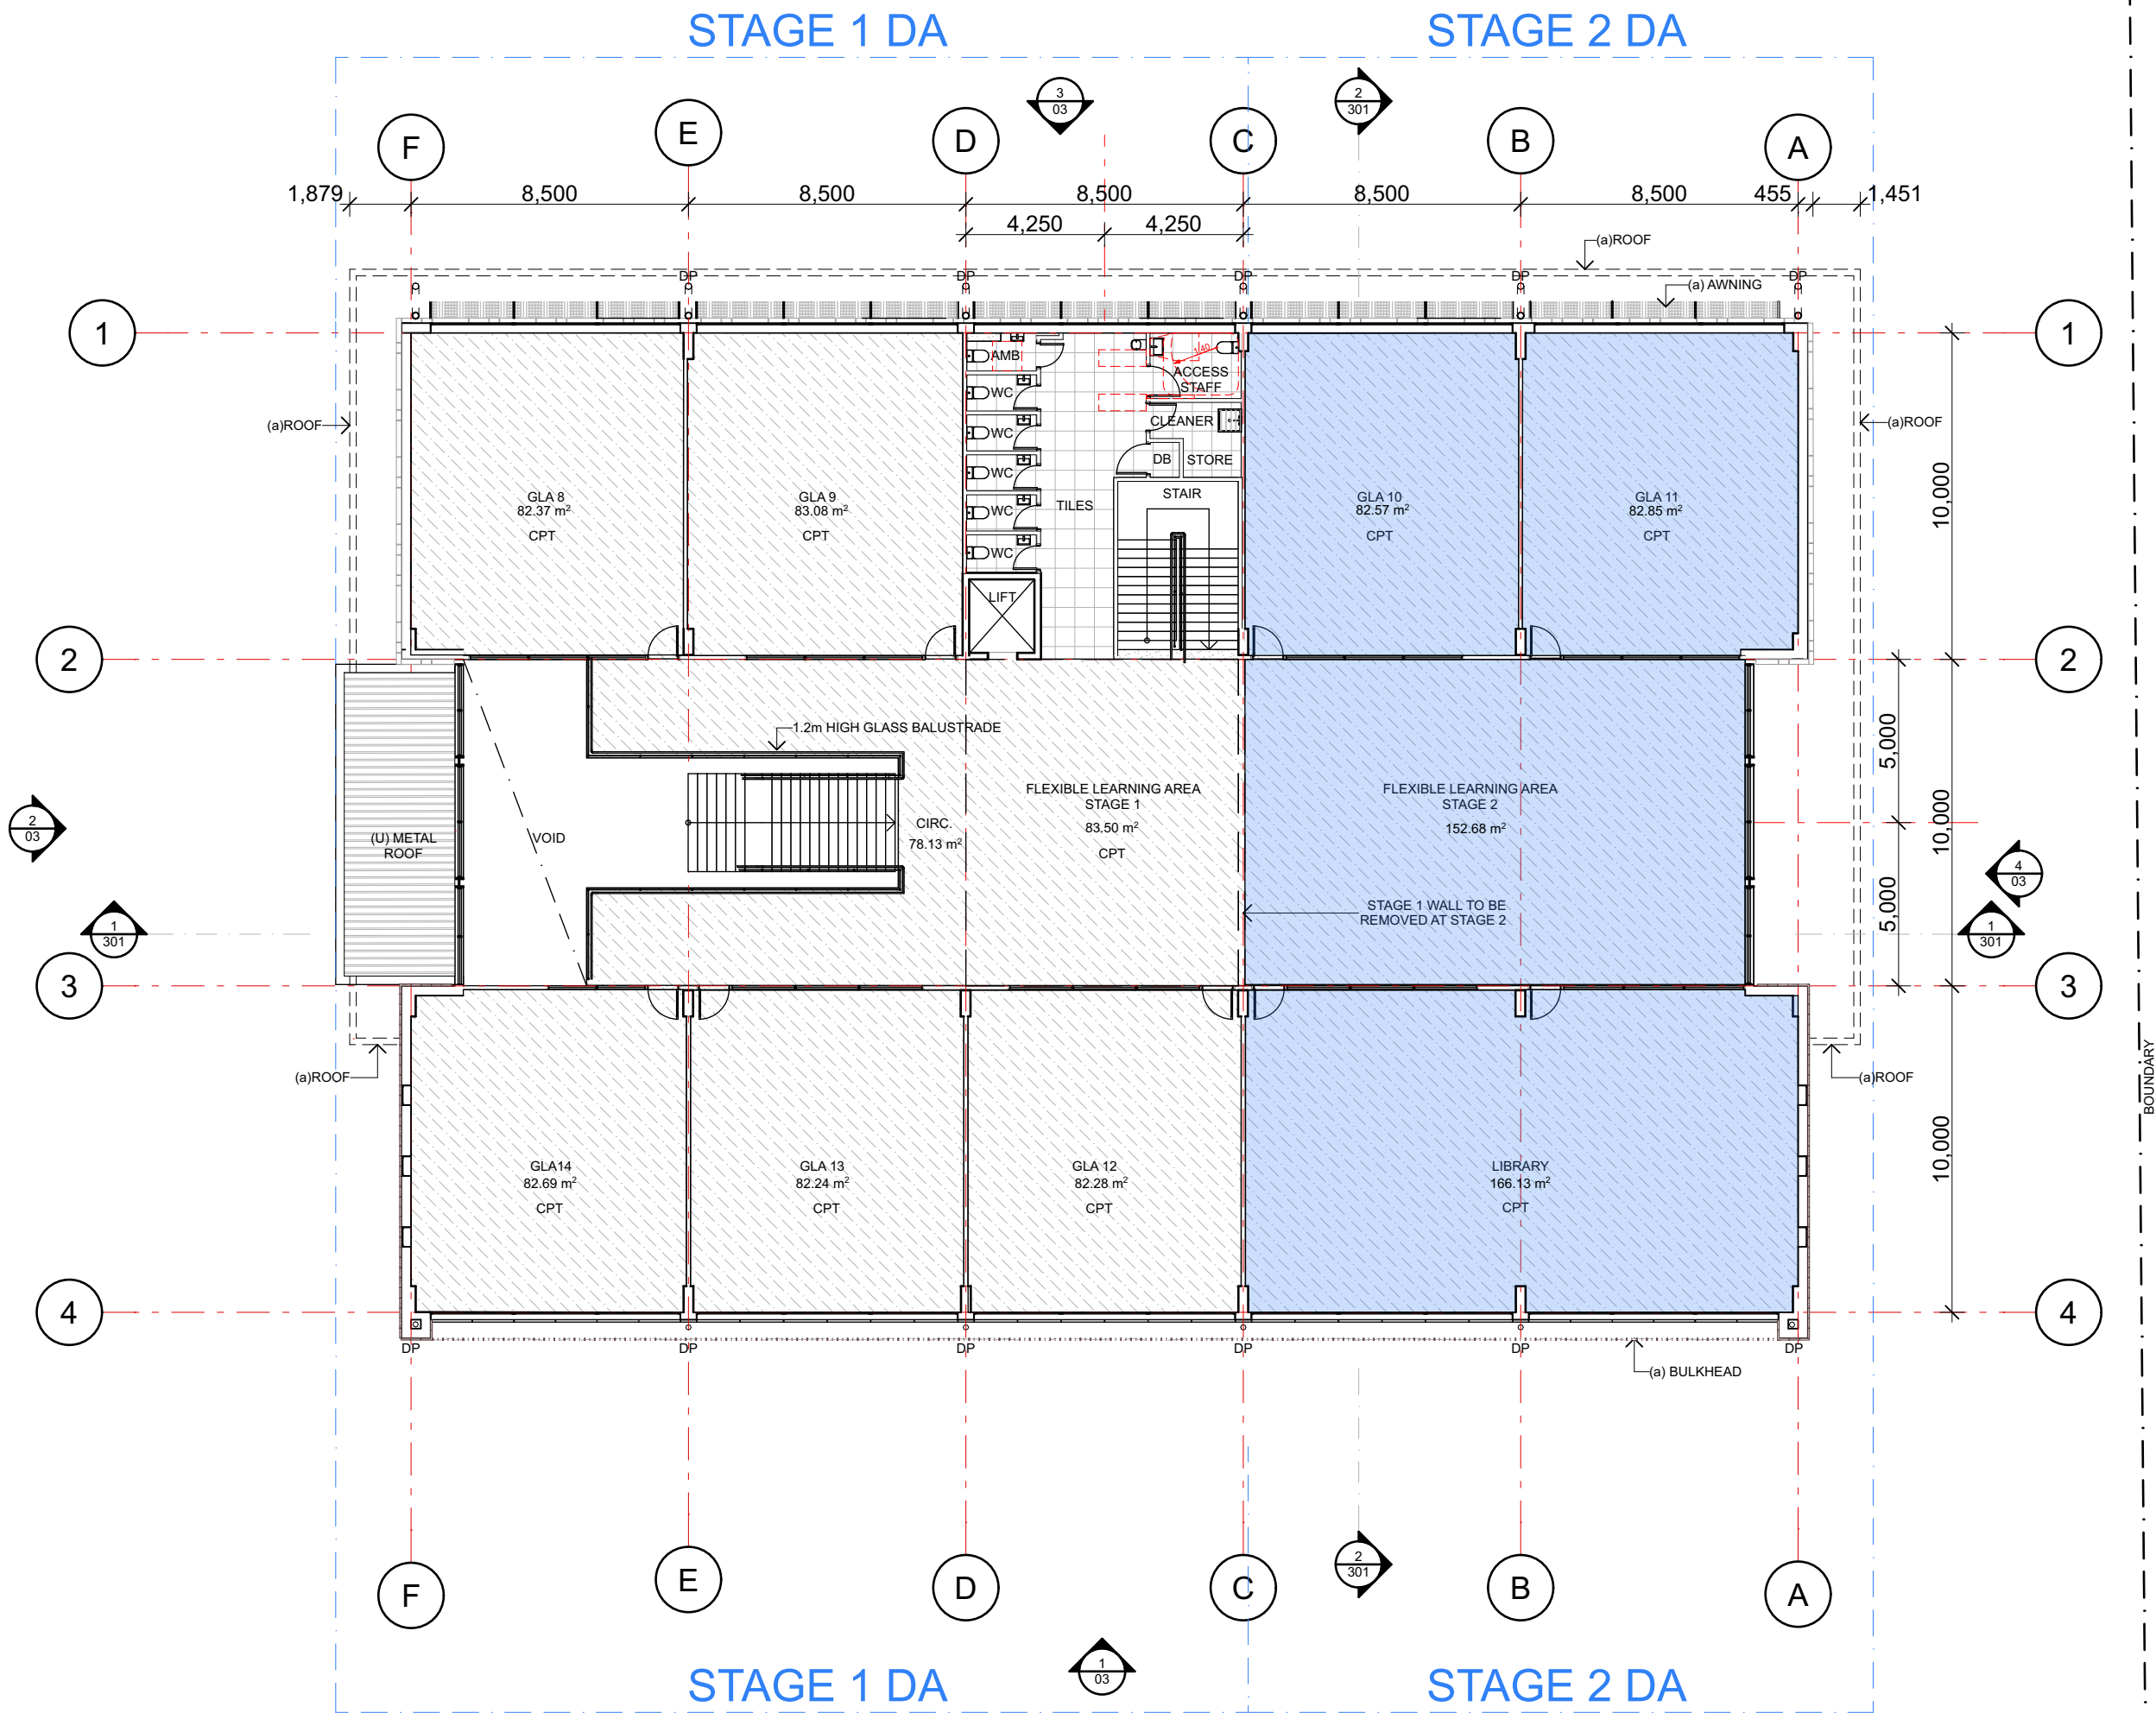 STAGE 1 DA
STAGE 2 DA
3
03
2
301
F
E
D
C
B
A
1,879
8,500
8,500
8,500
8,500
8,500
455
1,451
4,250
4,250
(a)ROOF
DP
DP
DP
DP
DP
(a) AWNING
1
1
AMB
1:40
ACCESS
STAFF
WC
CLEANER
WC
(a)ROOF
(a)ROOF
WC
DB
STORE
STAIR
WC
TILES
WC
LIFT
GLA 8
82.37 m²
CPT
GLA 9
83.08 m²
CPT
GLA 10
82.57 m²
CPT
GLA 11
82.85 m²
CPT
10,000
2
2
1.2m HIGH GLASS BALUSTRADE
5,000
FLEXIBLE LEARNING AREA
STAGE 1
83.50 m²
CPT
FLEXIBLE LEARNING AREA
STAGE 2
152.68 m²
CIRC.
78.13 m²
VOID
(U) METAL
ROOF
2
03
10,000
4
03
5,000
STAGE 1 WALL TO BE
REMOVED AT STAGE 2
1
301
1
301
3
3
(a)ROOF
(a)ROOF
BOUNDARY
GLA14
82.69 m²
CPT
GLA 13
82.24 m²
CPT
GLA 12
82.28 m²
CPT
LIBRARY
166.13 m²
CPT
10,000
4
4
DP
DP
DP
DP
DP
DP
(a) BULKHEAD
2
301
F
E
D
C
B
A
1
03
STAGE 1 DA
STAGE 2 DA